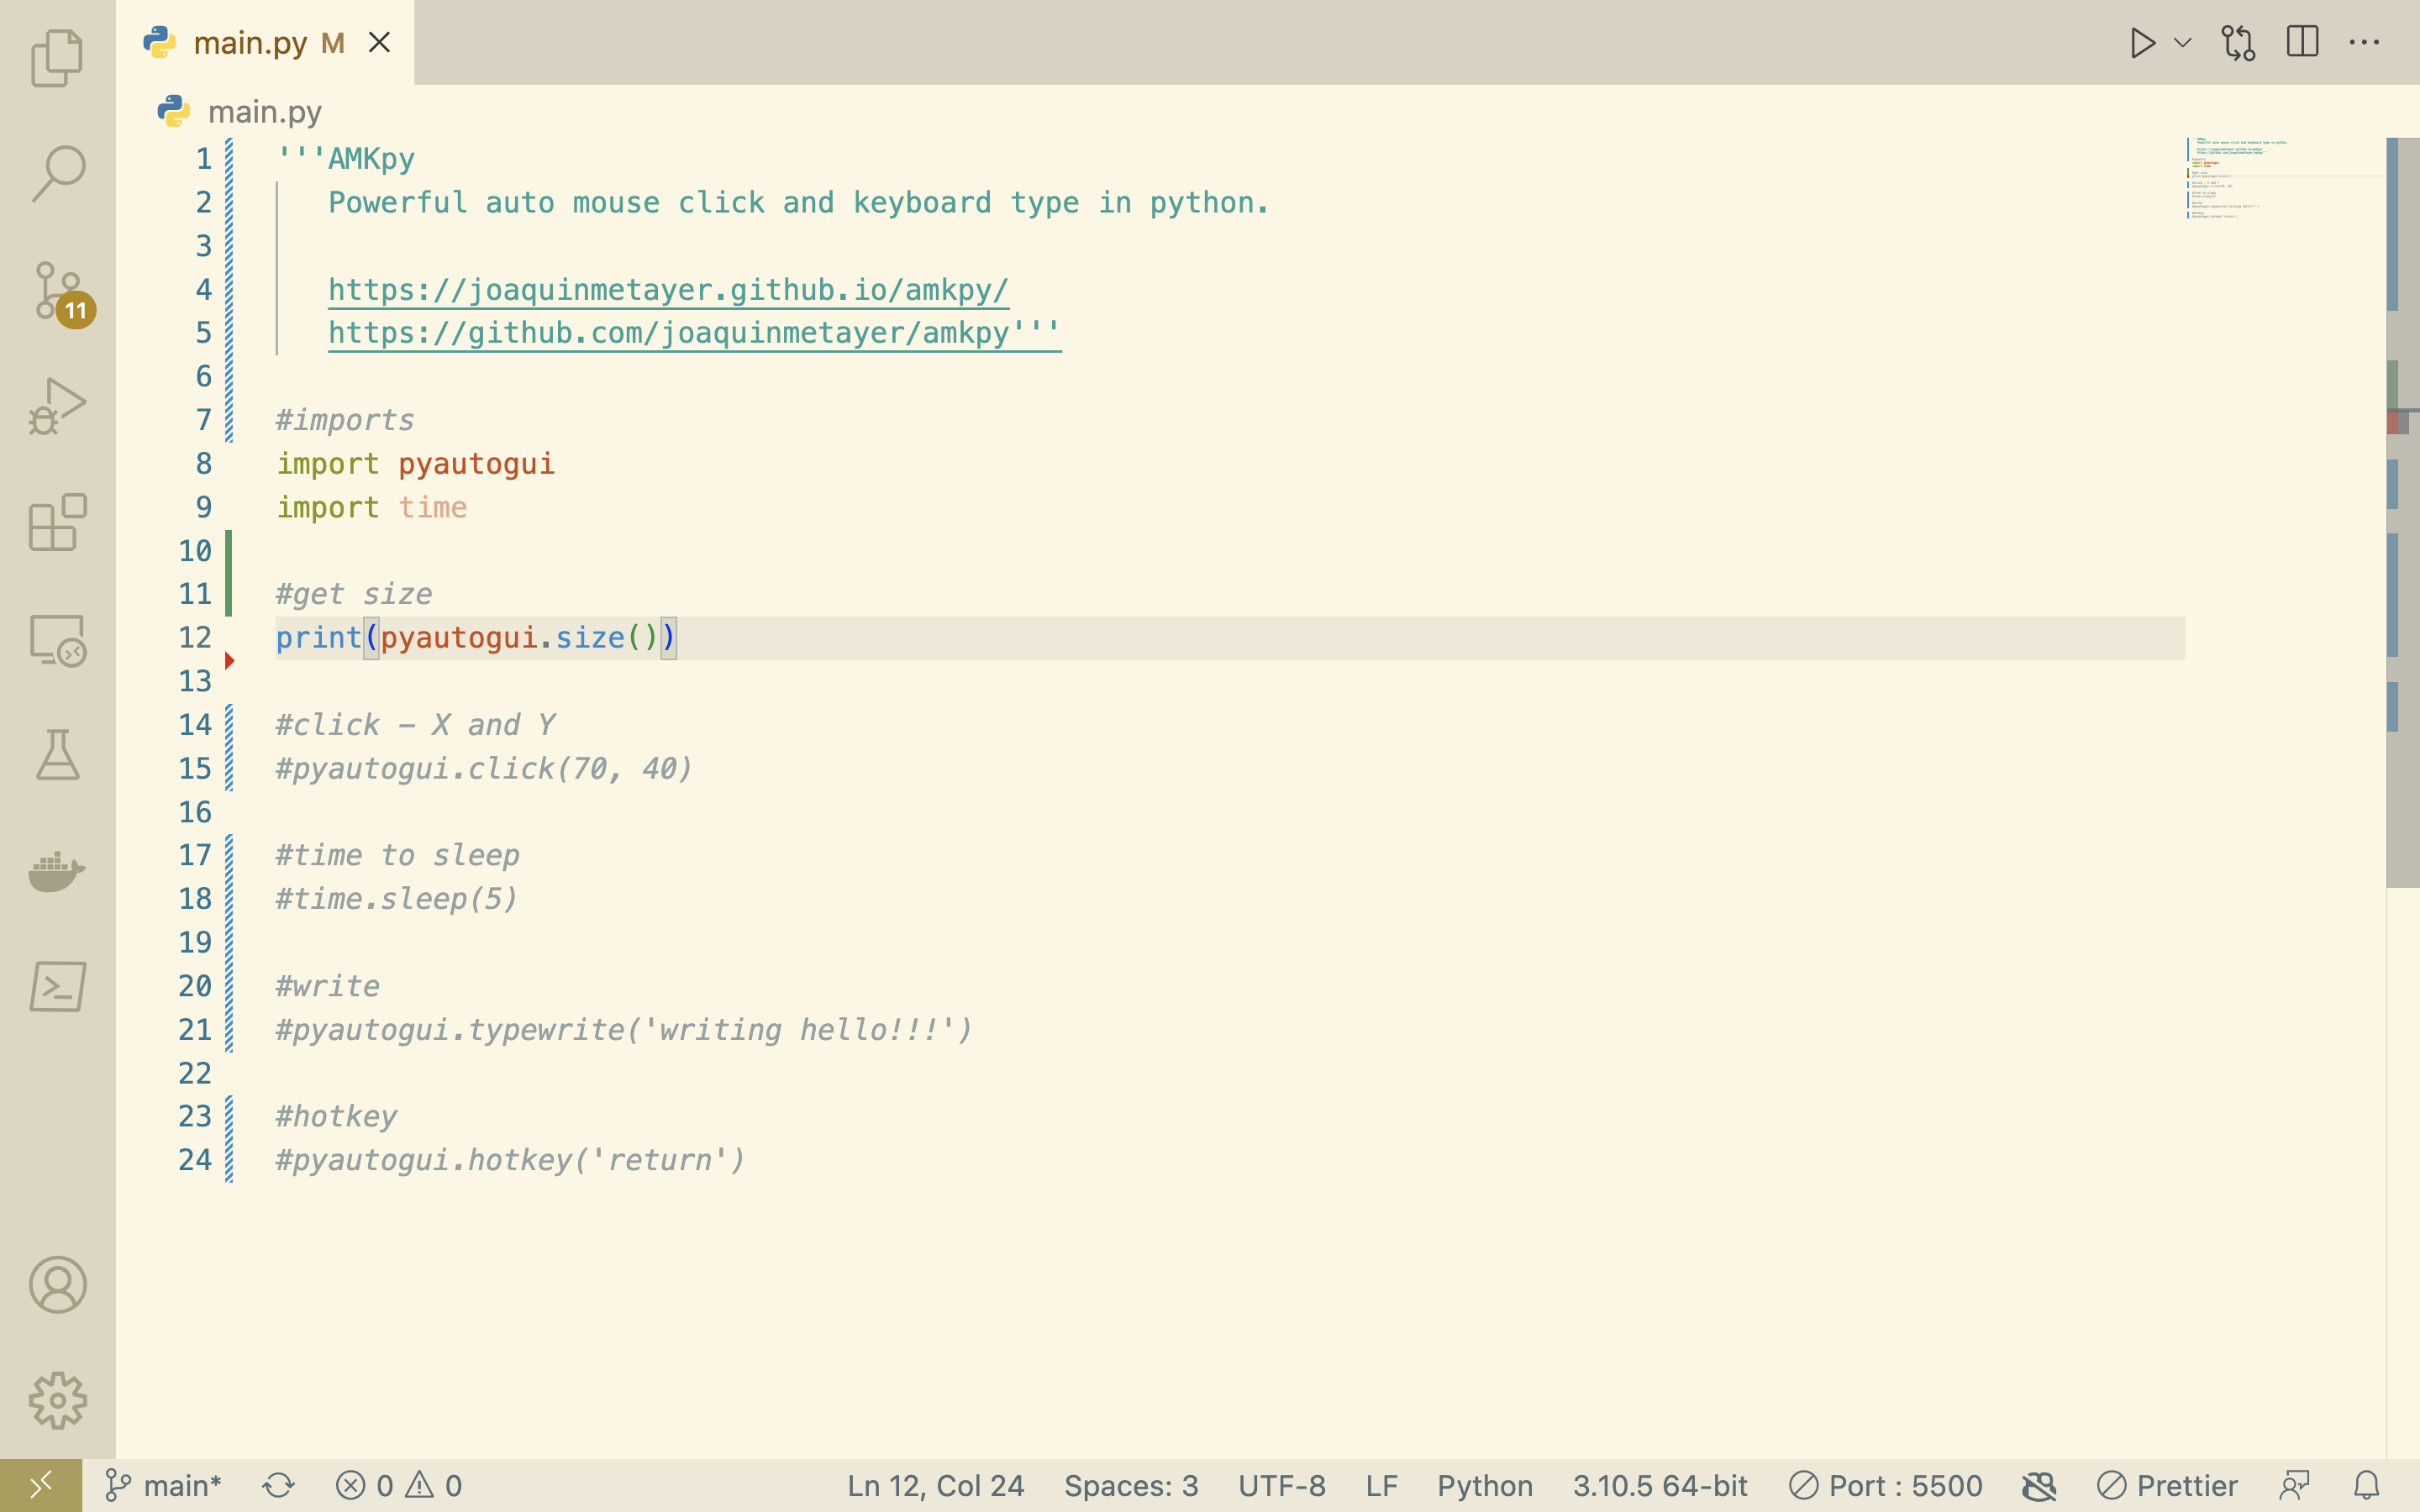 main.py M
main.py
1 '''AMKpy
2 Powerful auto mouse click and keyboard type in python.
3
4 https://joaquinmetayer.github.io/amkpy/
5 https://github.com/joaquinmetayer/amkpy'''
6
7 #imports
8 import pyautogui
9 import time
10
11 #get size
12 print(pyautogui.size())
13
14 #click - X and Y
15 #pyautogui.click(70, 40)
16
17 #time to sleep
18 #time.sleep(5)
19
20 #write
21 #pyautogui.typewrite('writing hello!!!')
22
23 #hotkey
24 #pyautogui.hotkey('return')
11
main* 0 0 Ln 12, Col 24 Spaces: 3 UTF-8 LF Python 3.10.5 64-bit Port : 5500 Prettier